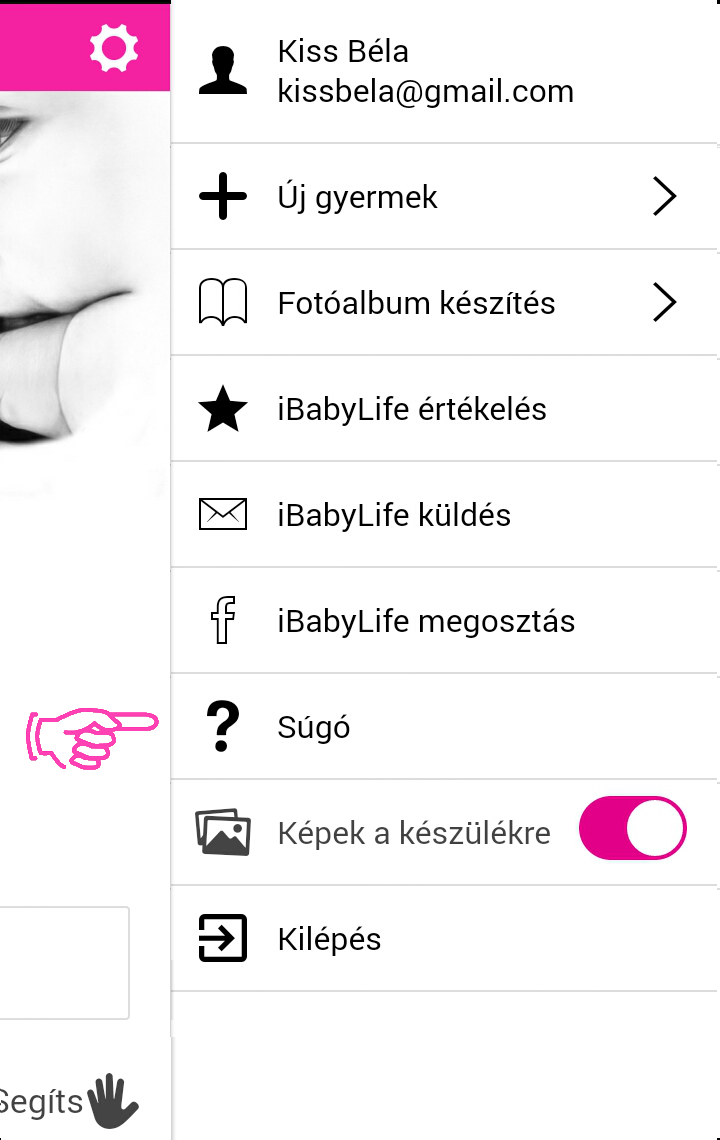 Kiss Béla
kissbela@gmail.com
Új gyermek
Fotóalbum készítés
iBabyLife értékelés
iBabyLife küldés
iBabyLife megosztás
Súgó
Képek a készülékre
Kilépés
Segíts